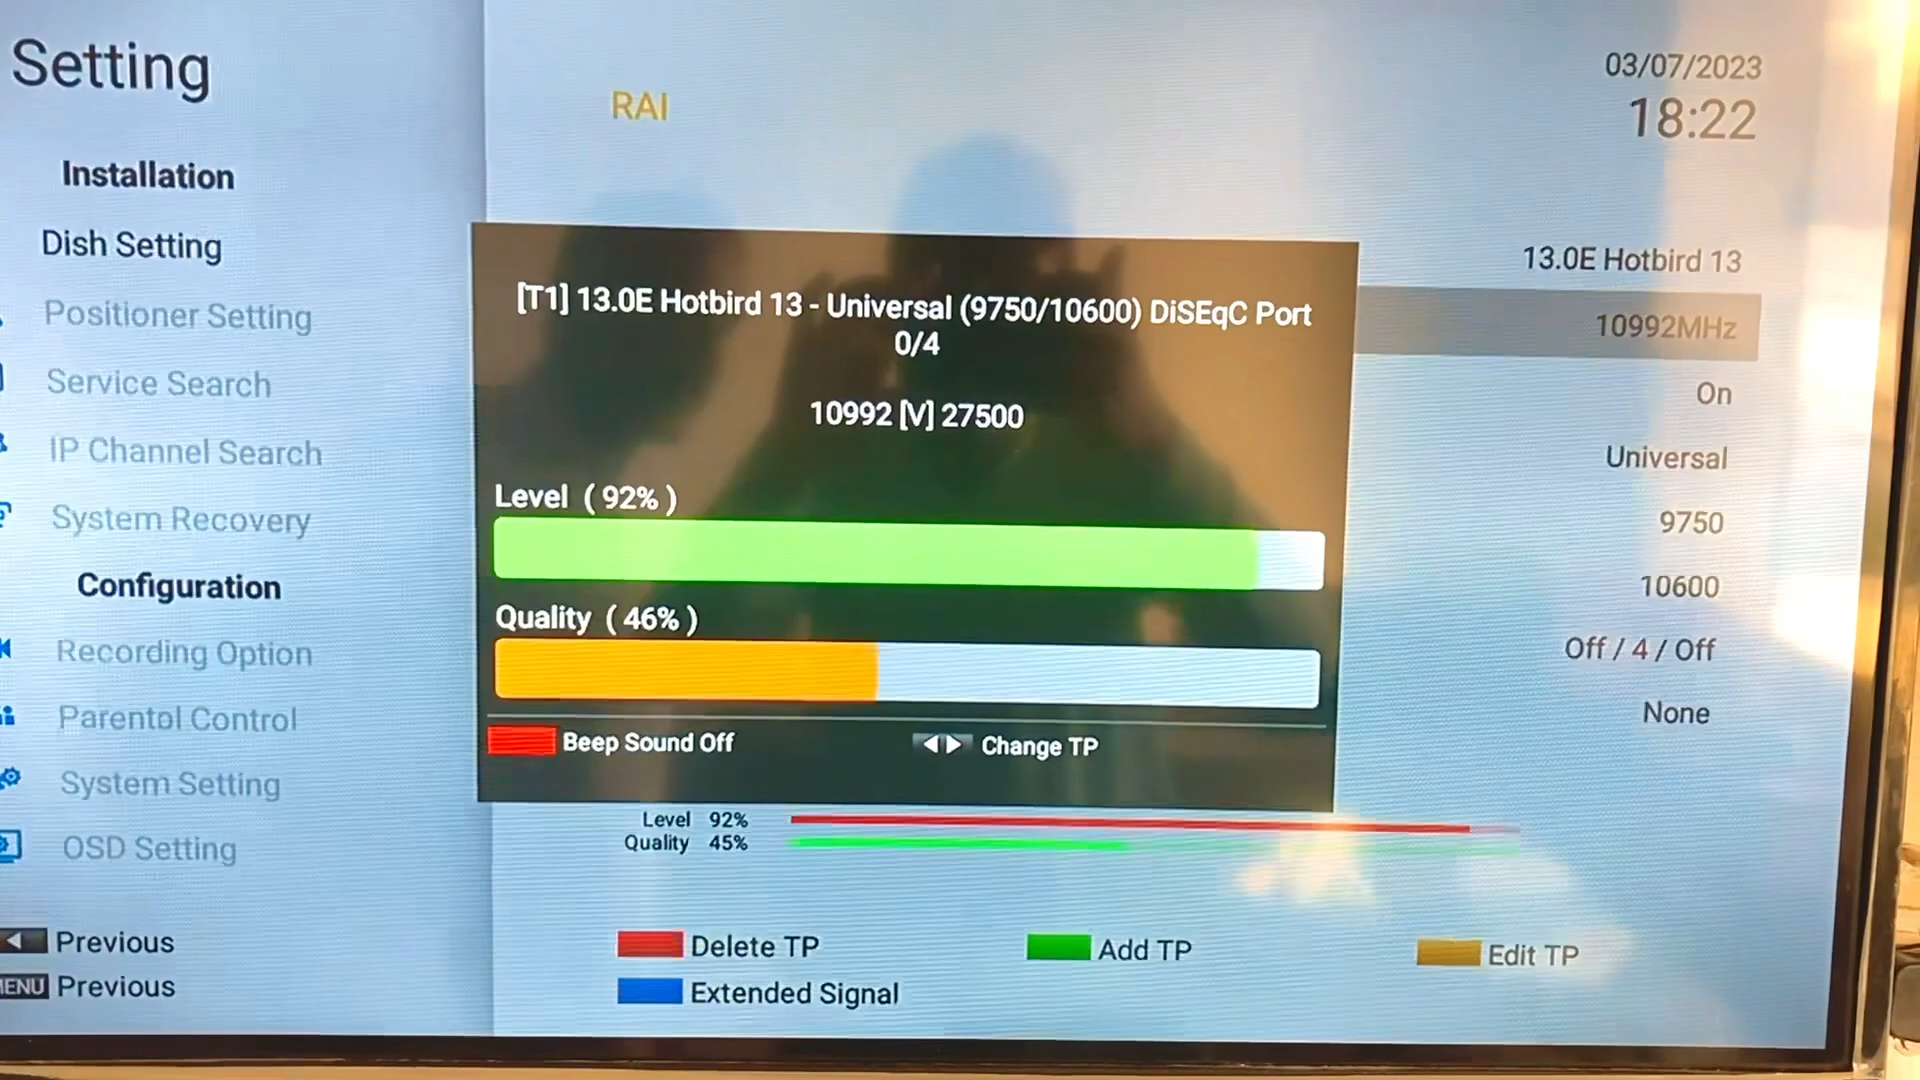 Setting
RAI
03/07/2023
18:22
Installation
Dish Setting
Positioner Setting
Service Search
IP Channel Search
System Recovery
Configuration
Recording Option
Parental Control
System Setting
OSD Setting
Previous
MENU Previous
[T1] 13.0E Hotbird 13 - Universal (9750/10600) DiSEqC Port
0/4
10992 [V] 27500
Level ( 92% )
Quality ( 46% )
Beep Sound Off
Change TP
13.0E Hotbird 13
10992MHz
On
Universal
9750
10600
Off / 4 / Off
None
Level 92%
Quality 45%
Delete TP
Add TP
Edit TP
Extended Signal